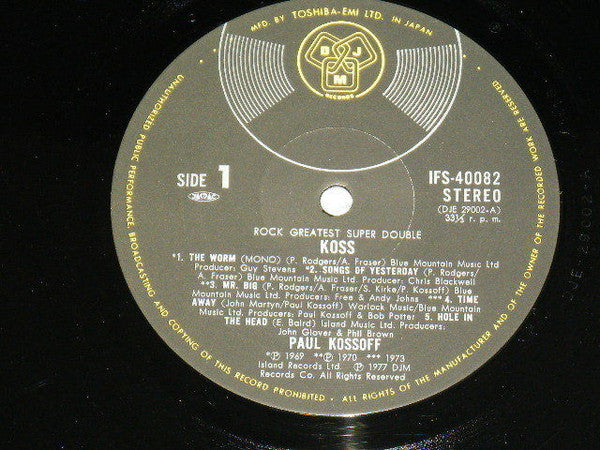 MFD. BY TOSHIBA-EMI LTD. IN JAPAN
D J M
RECORDS
SIDE 1
JASRAC
IFS-40082
STEREO
(DJE 29002-A)
33⅓ r. p. m.
ROCK GREATEST SUPER DOUBLE
KOSS
*1. THE WORM (MONO) (P. Rodgers/A. Fraser) Blue Mountain Music Ltd
Producer: Guy Stevens *2. SONGS OF YESTERDAY (P. Rodgers/
A. Fraser) Blue Mountain Music Ltd. Producer: Chris Blackwell
**3. MR. BIG (P. Rodgers/A. Fraser/S. Kirke/P. Kossoff) Blue
Mountain Music Ltd. Producers: Free & Andy Johns ***4. TIME
AWAY (John Martyn/Paul Kossoff) Warlock Music/Blue Mountain
Music Ltd. Producers: Paul Kossoff & Bob Potter 5. HOLE IN
THE HEAD (E. Baird) Island Music Ltd. Producers:
John Glover & Phil Brown
PAUL KOSSOFF
*℗ 1969 **℗ 1970 *** 1973
Island Records Ltd. ℗ 1977 DJM
Records Co. All Rights Reserved
UNAUTHORIZED PUBLIC PERFORMANCE, BROADCASTING AND COPYING OF THIS RECORD PROHIBITED · ALL RIGHTS OF THE MANUFACTURER AND OF THE OWNER OF THE RECORDED WORK ARE RESERVED